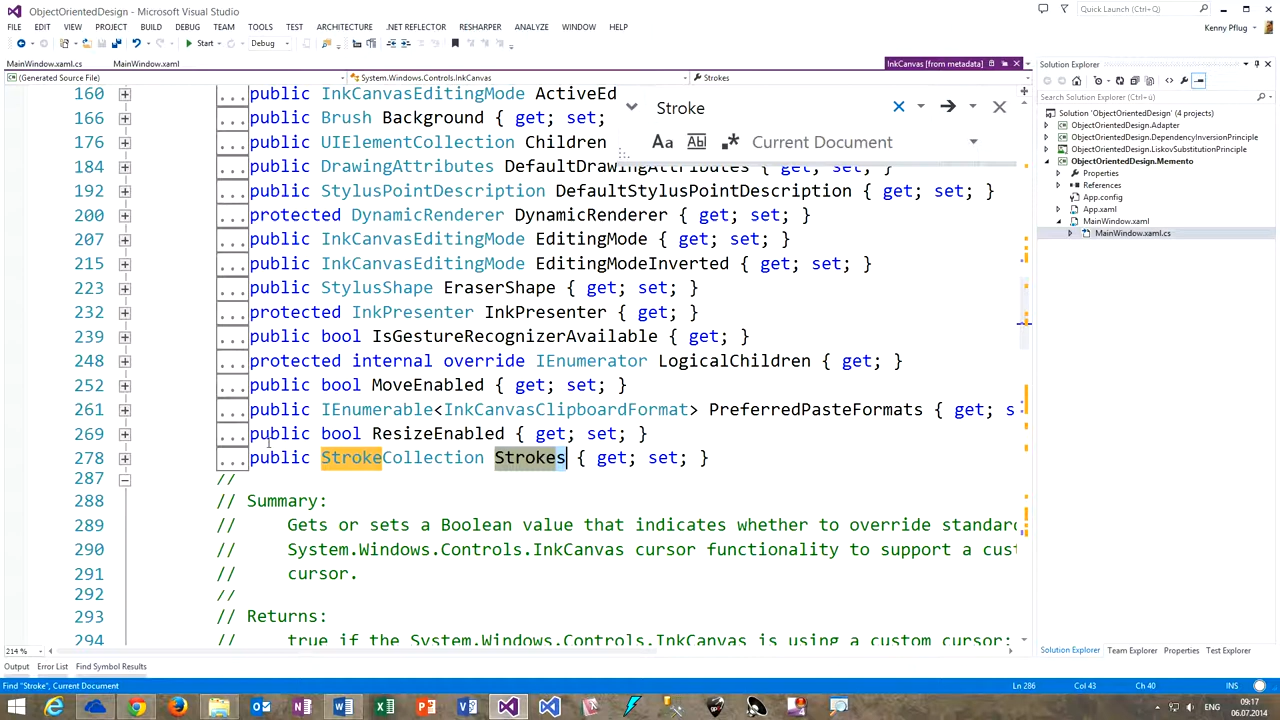 ObjectOrientedDesign - Microsoft Visual Studio
Quick Launch (Ctrl+Ü)
FILE EDIT VIEW PROJECT BUILD DEBUG TEAM TOOLS TEST ARCHITECTURE .NET REFLECTOR RESHARPER ANALYZE WINDOW HELP
Kenny Pflug
Start Debug
MainWindow.xaml.cs MainWindow.xaml InkCanvas [from metadata]
(Generated Source File) System.Windows.Controls.InkCanvas Strokes
160 ... public InkCanvasEditingMode ActiveEd
166 ... public Brush Background { get; set;
176 ... public UIElementCollection Children
184 ... public DrawingAttributes DefaultDrawingAttributes { get; set; }
192 ... public StylusPointDescription DefaultStylusPointDescription { get; set; }
200 ... protected DynamicRenderer DynamicRenderer { get; set; }
207 ... public InkCanvasEditingMode EditingMode { get; set; }
215 ... public InkCanvasEditingMode EditingModeInverted { get; set; }
223 ... public StylusShape EraserShape { get; set; }
232 ... protected InkPresenter InkPresenter { get; }
239 ... public bool IsGestureRecognizerAvailable { get; }
248 ... protected internal override IEnumerator LogicalChildren { get; }
252 ... public bool MoveEnabled { get; set; }
261 ... public IEnumerable<InkCanvasClipboardFormat> PreferredPasteFormats { get; s
269 ... public bool ResizeEnabled { get; set; }
278 ... public StrokeCollection Strokes { get; set; }
287 //
288 // Summary:
289 // Gets or sets a Boolean value that indicates whether to override standar
290 // System.Windows.Controls.InkCanvas cursor functionality to support a cus
291 // cursor.
292 //
293 // Returns:
294 // true if the System.Windows.Controls.InkCanvas is using a custom cursor;
Stroke
Aa Ab Current Document
Solution Explorer
Search Solution Explorer (Ctrl+ü)
Solution 'ObjectOrientedDesign' (4 projects)
ObjectOrientedDesign.Adapter
ObjectOrientedDesign.DependencyInversionPrinciple
ObjectOrientedDesign.LiskovSubstitutionPrinciple
ObjectOrientedDesign.Memento
Properties
References
App.config
App.xaml
MainWindow.xaml
MainWindow.xaml.cs
214 %
Solution Explorer Team Explorer Properties Test Explorer
Output Error List Find Symbol Results
Find "Stroke", Current Document Ln 286 Col 43 Ch 40 INS
ENG 09:17
06.07.2014